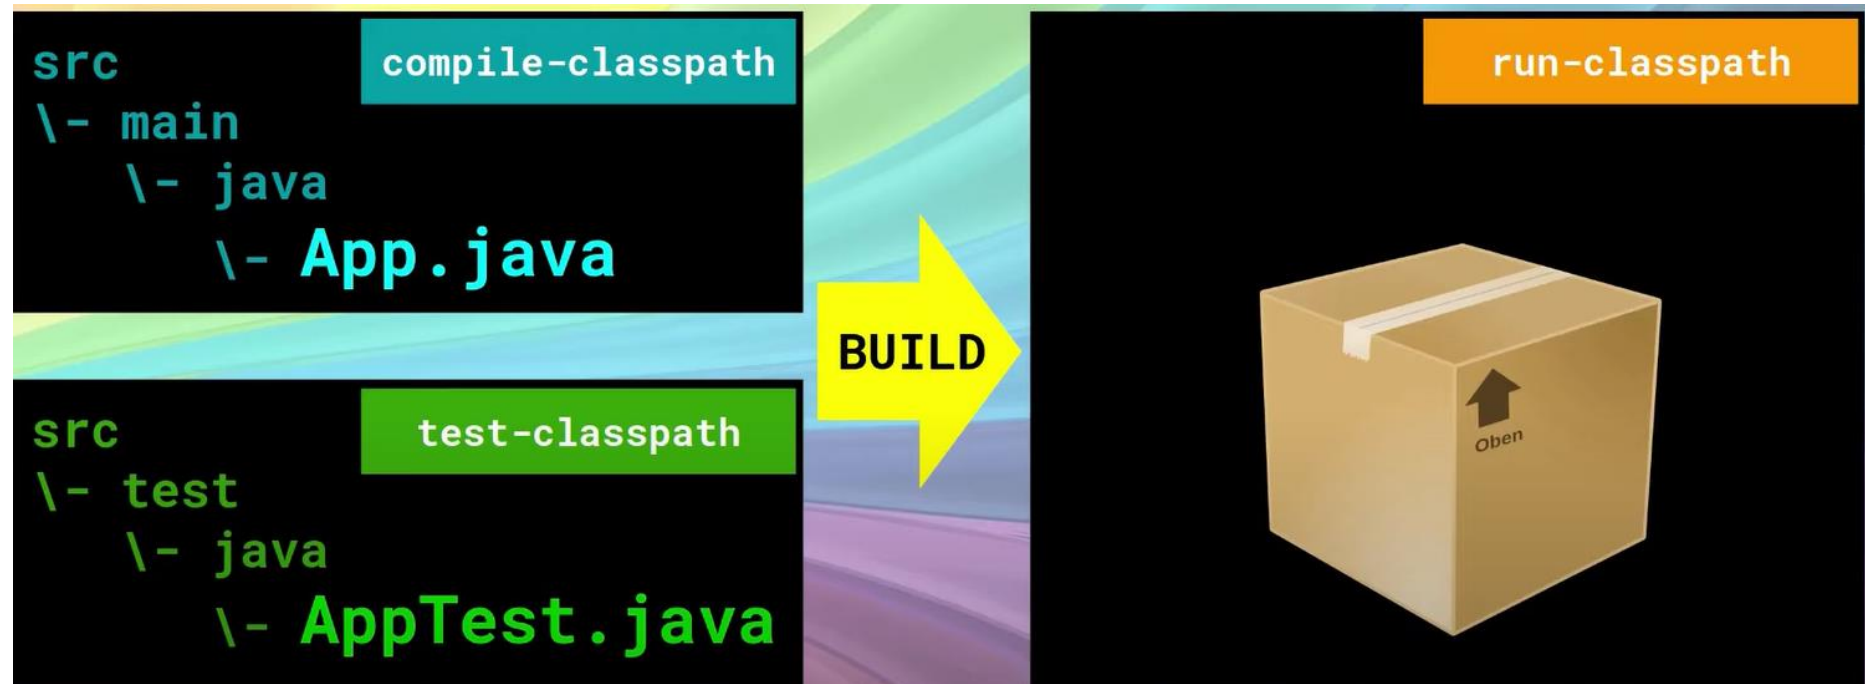 src
compile-classpath
\- main
\- java
\- App.java
src
test-classpath
\- test
\- java
\- AppTest.java
BUILD
run-classpath
Oben